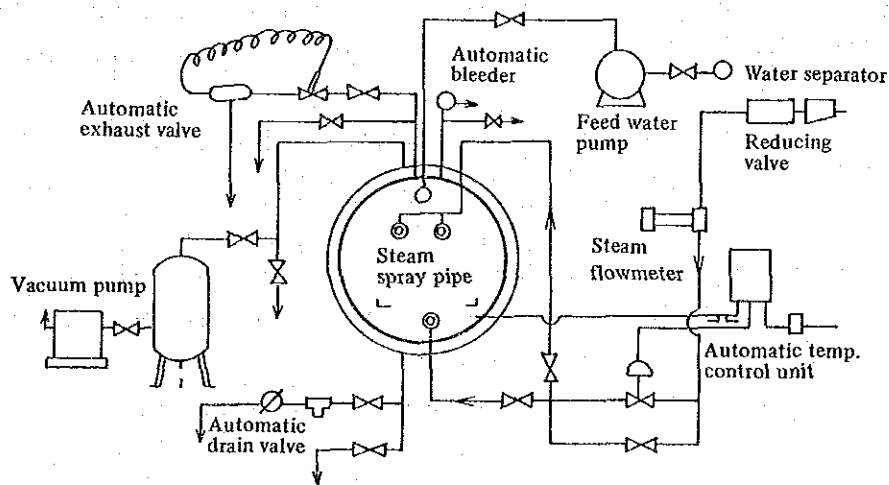 Automatic
bleeder
Water separator
Automatic
exhaust valve
Feed water
pump
Reducing
valve
Steam
spray pipe
Steam
flowmeter
Vacuum pump
Automatic temp.
control unit
Automatic
drain valve